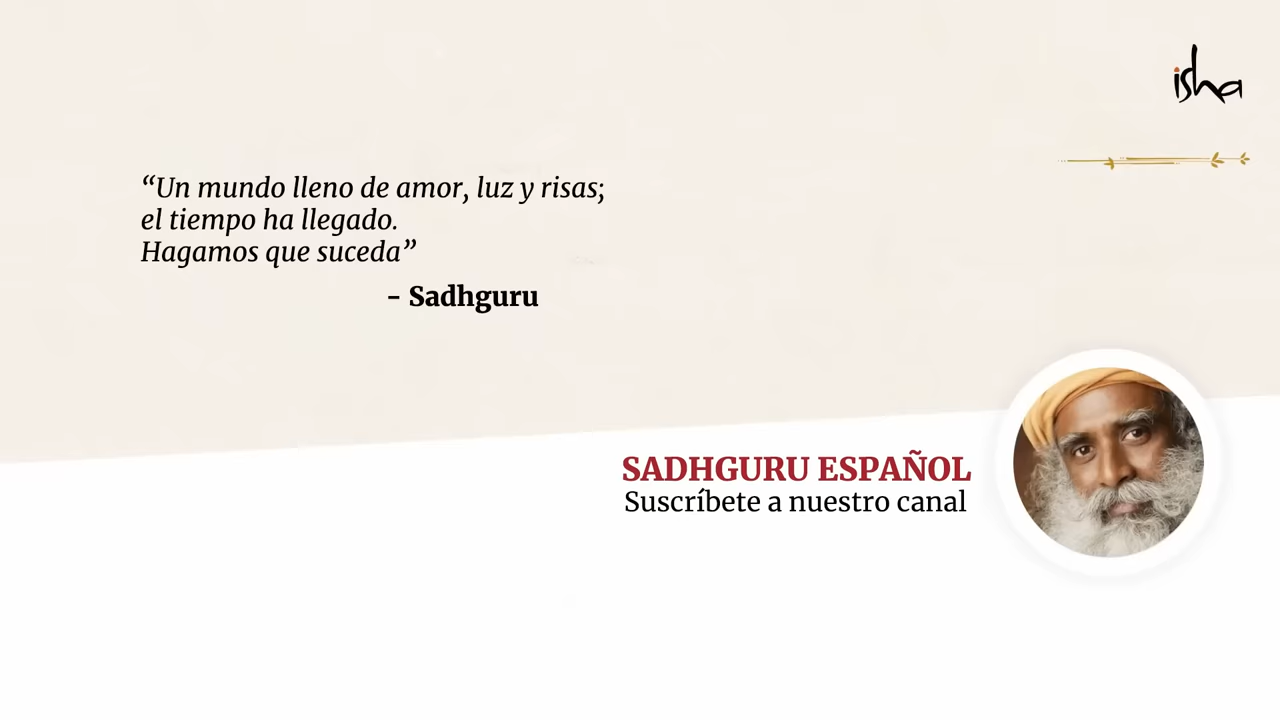 isha
“Un mundo lleno de amor, luz y risas;
el tiempo ha llegado.
Hagamos que suceda”
- Sadhguru
SADHGURU ESPAÑOL
Suscríbete a nuestro canal